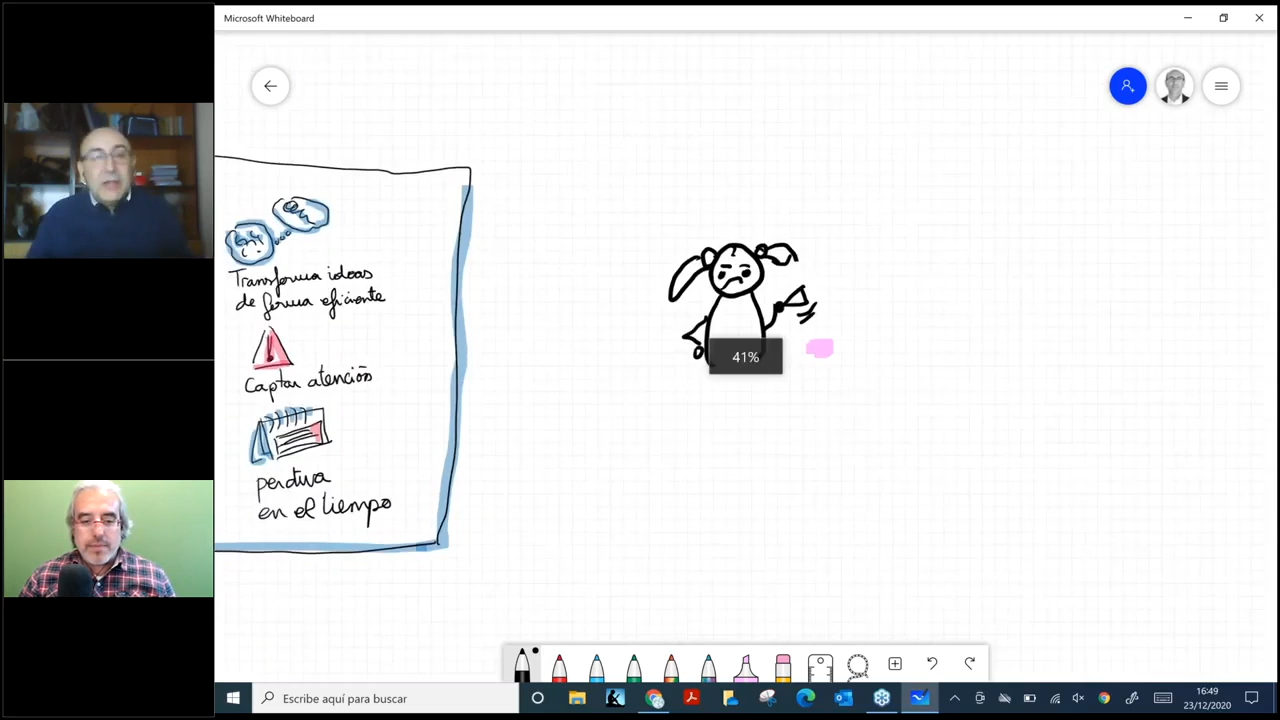 Microsoft Whiteboard
Transforma ideas
de forma eficiente
Captar atención
perdura
en el tiempo
41%
Escribe aquí para buscar
16:49
23/12/2020